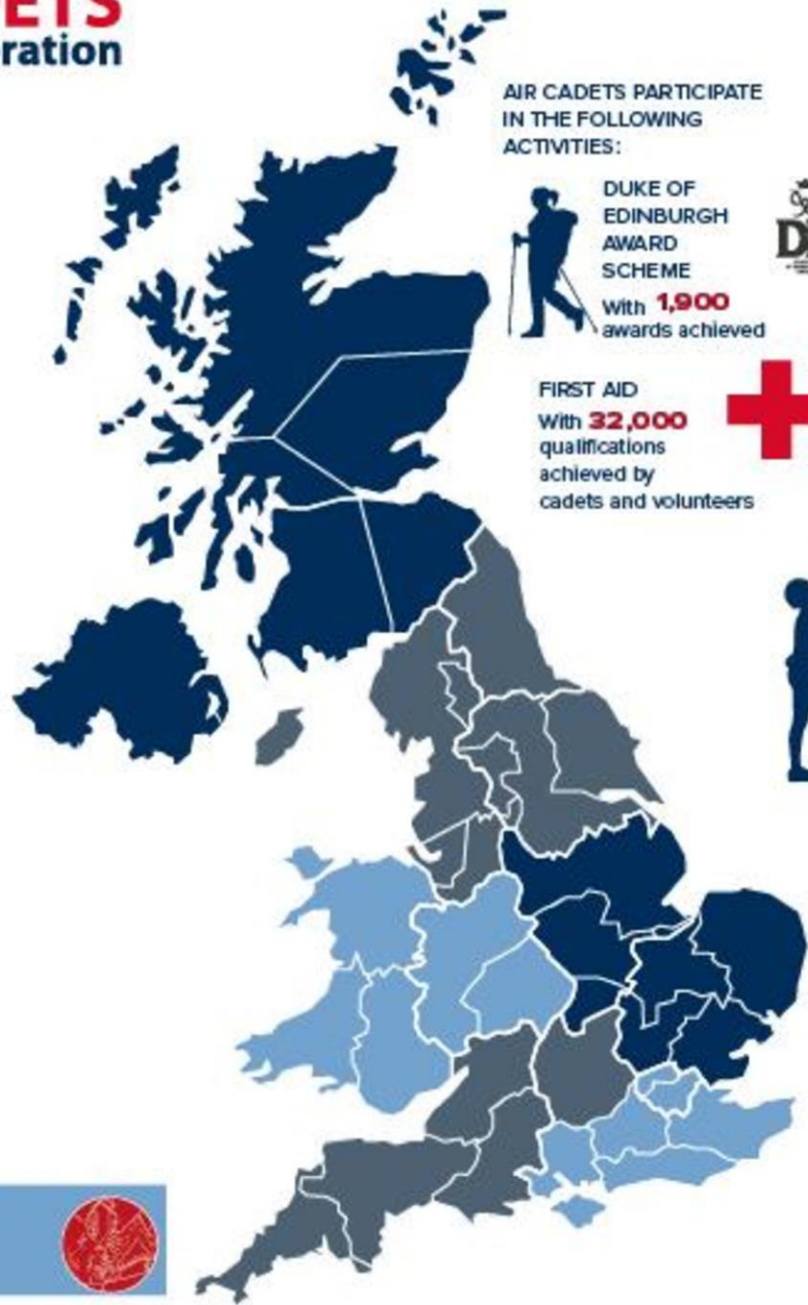 ETS
ration
AIR CADETS PARTICIPATE
IN THE FOLLOWING
ACTIVITIES:
DUKE OF
EDINBURGH
AWARD
SCHEME
With 1,900
awards achieved
FIRST AID
With 32,000
qualifications
achieved by
cadets and volunteers